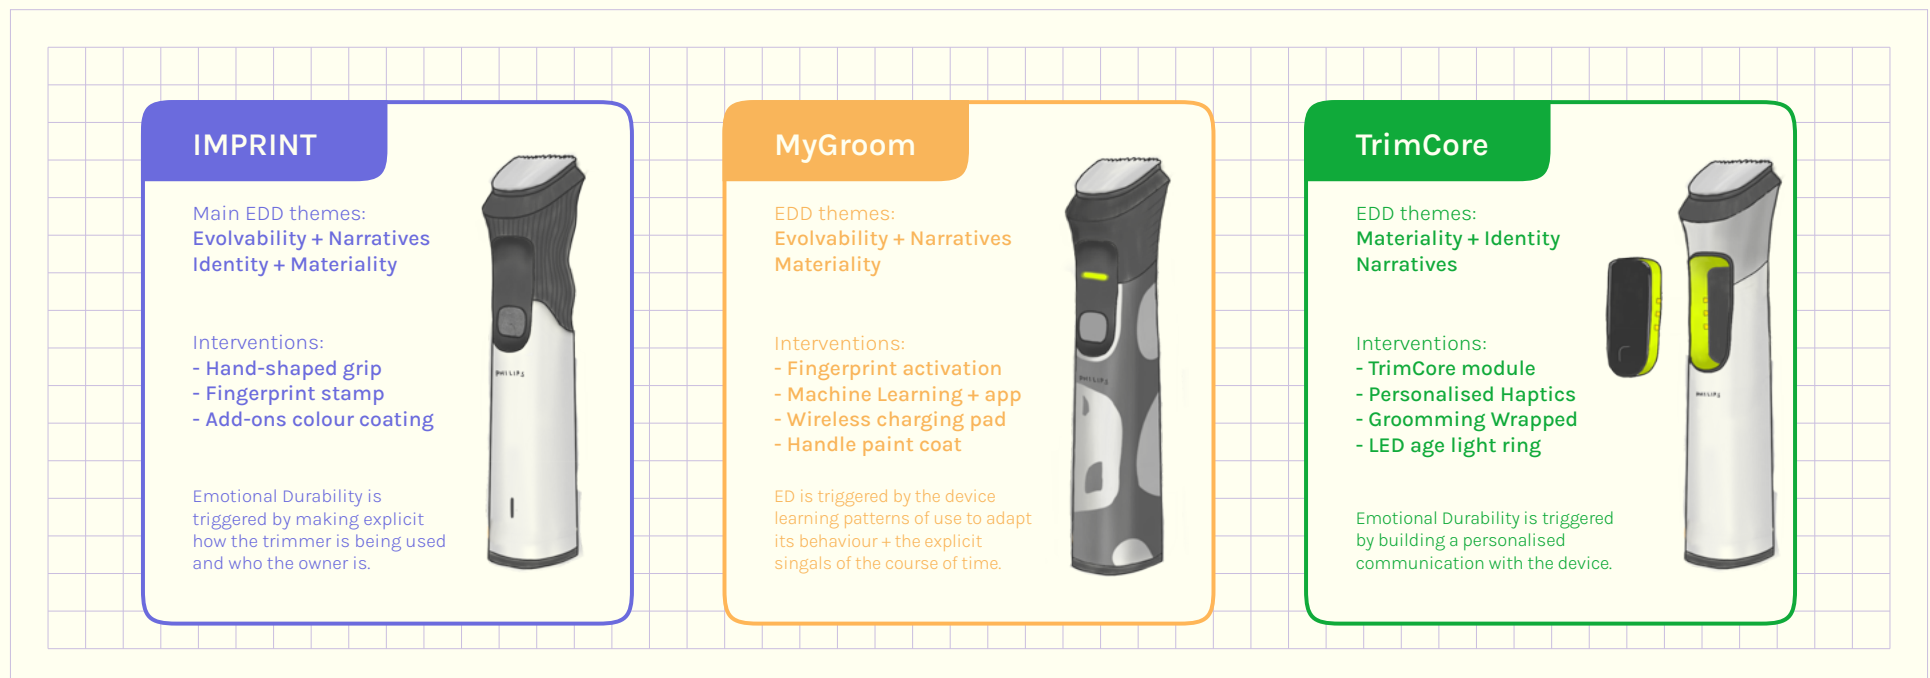 IMPRINT
Main EDD themes:
Evolvability + Narratives
Identity + Materiality
Interventions:
- Hand-shaped grip
- Fingerprint stamp
- Add-ons colour coating
Emotional Durability is
triggered by making explicit
how the trimmer is being used
and who the owner is.
PHILIPS
MyGroom
EDD themes:
Evolvability + Narratives
Materiality
Interventions:
- Fingerprint activation
- Machine Learning + app
- Wireless charging pad
- Handle paint coat
ED is triggered by the device
learning patterns of use to adapt
its behaviour + the explicit
singals of the course of time.
PHILIPS
TrimCore
EDD themes:
Materiality + Identity
Narratives
Interventions:
- TrimCore module
- Personalised Haptics
- Groomming Wrapped
- LED age light ring
Emotional Durability is triggered
by building a personalised
communication with the device.
PHILIPS